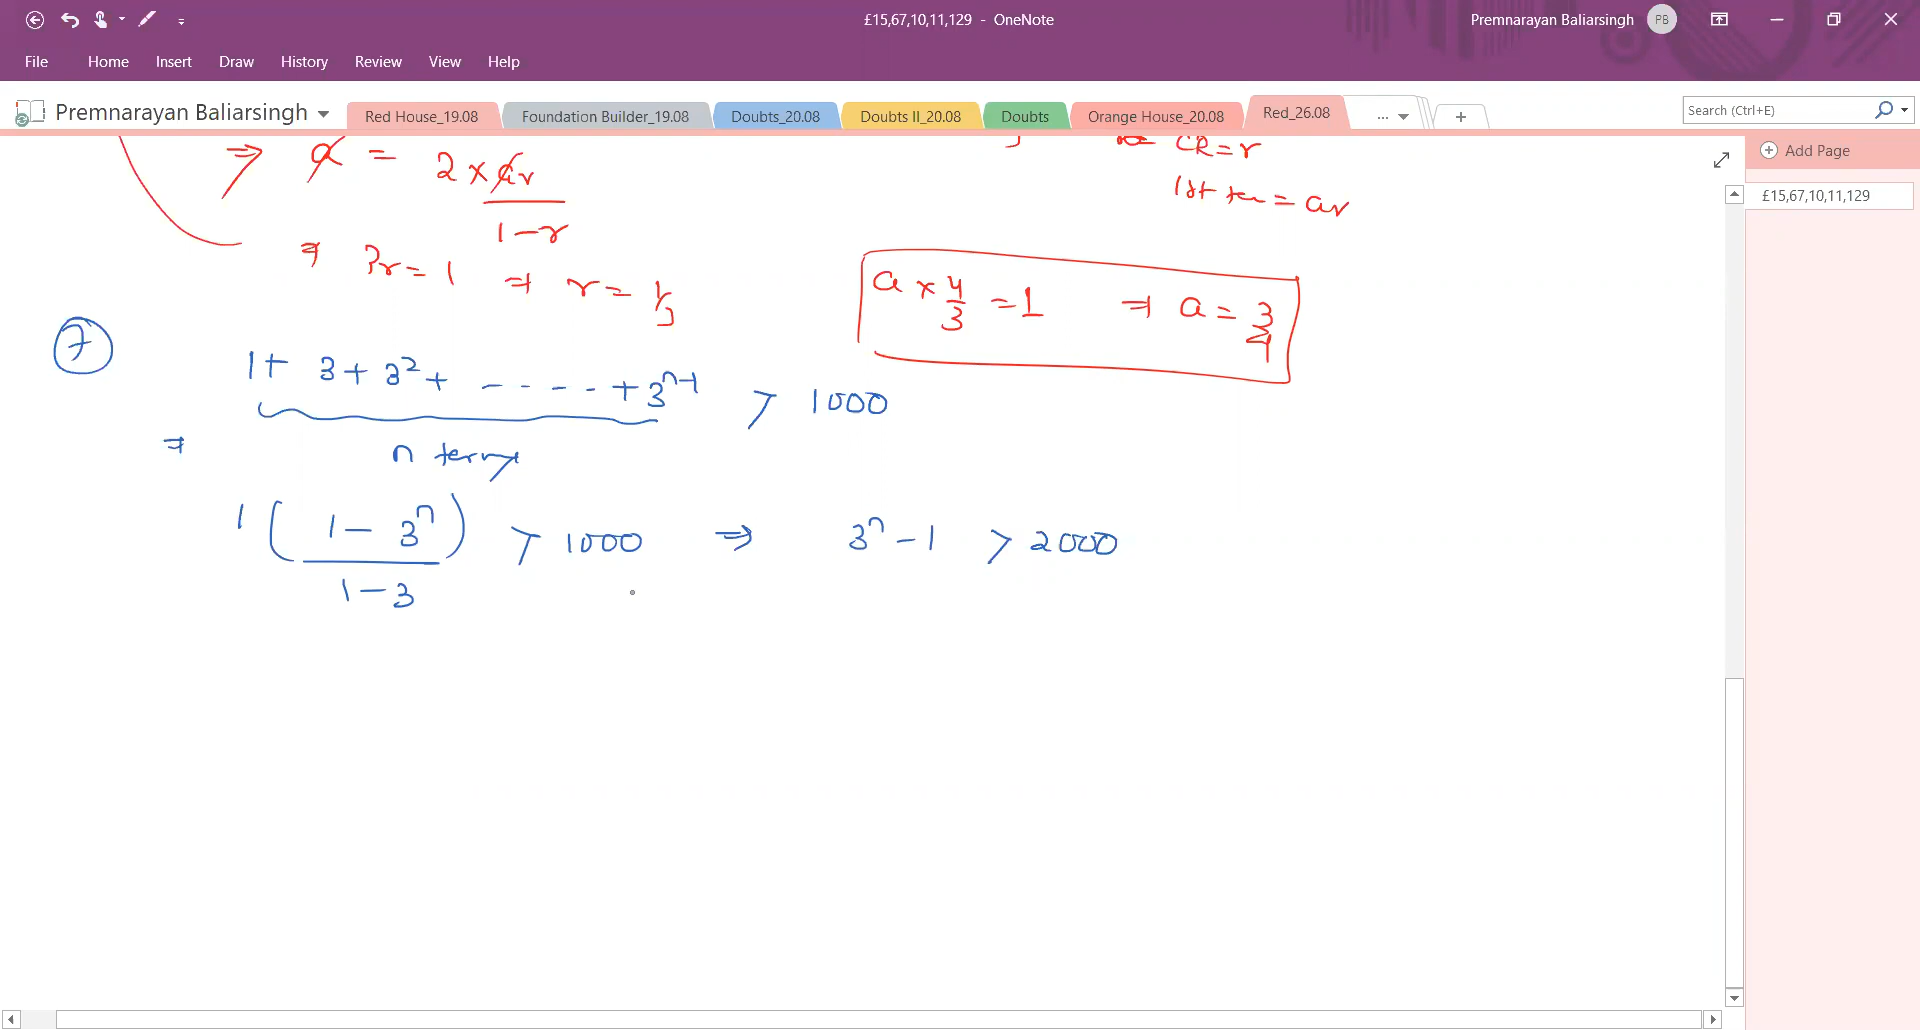 £15,67,10,11,129 - OneNote
Premnarayan Baliarsingh PB
File Home Insert Draw History Review View Help
Premnarayan Baliarsingh
Red House_19.08 Foundation Builder_19.08 Doubts_20.08 Doubts II_20.08 Doubts Orange House_20.08 Red_26.08 ... +
Search (Ctrl+E)
Add Page
£15,67,10,11,129
⇒ a = 2 × ar / 1-r
CR = r
1st = ar
⇒ 3r = 1 ⇒ r = 1/3
a × 4/3 = 1 ⇒ a = 3/4
7
1 + 3 + 3² + ----- + 3ⁿ⁻¹ > 1000
⇒ n terms
1 ( 1 - 3ⁿ / 1 - 3 ) > 1000 ⇒ 3ⁿ - 1 > 2000